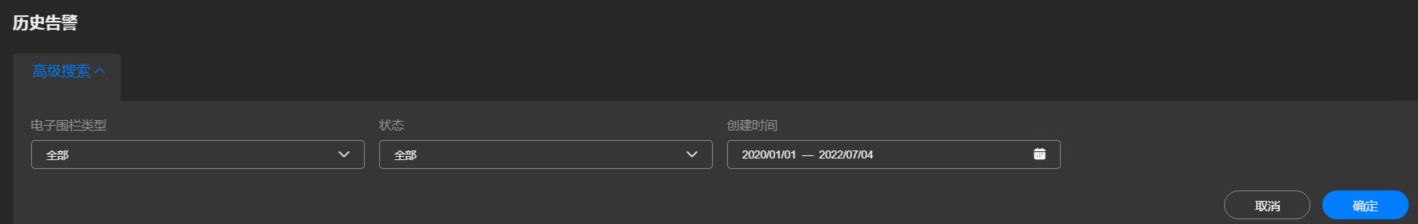 历史告警
高级搜索
电子围栏类型 状态 创建时间
全部 全部 2020/01/01 — 2022/07/04
取消 确定